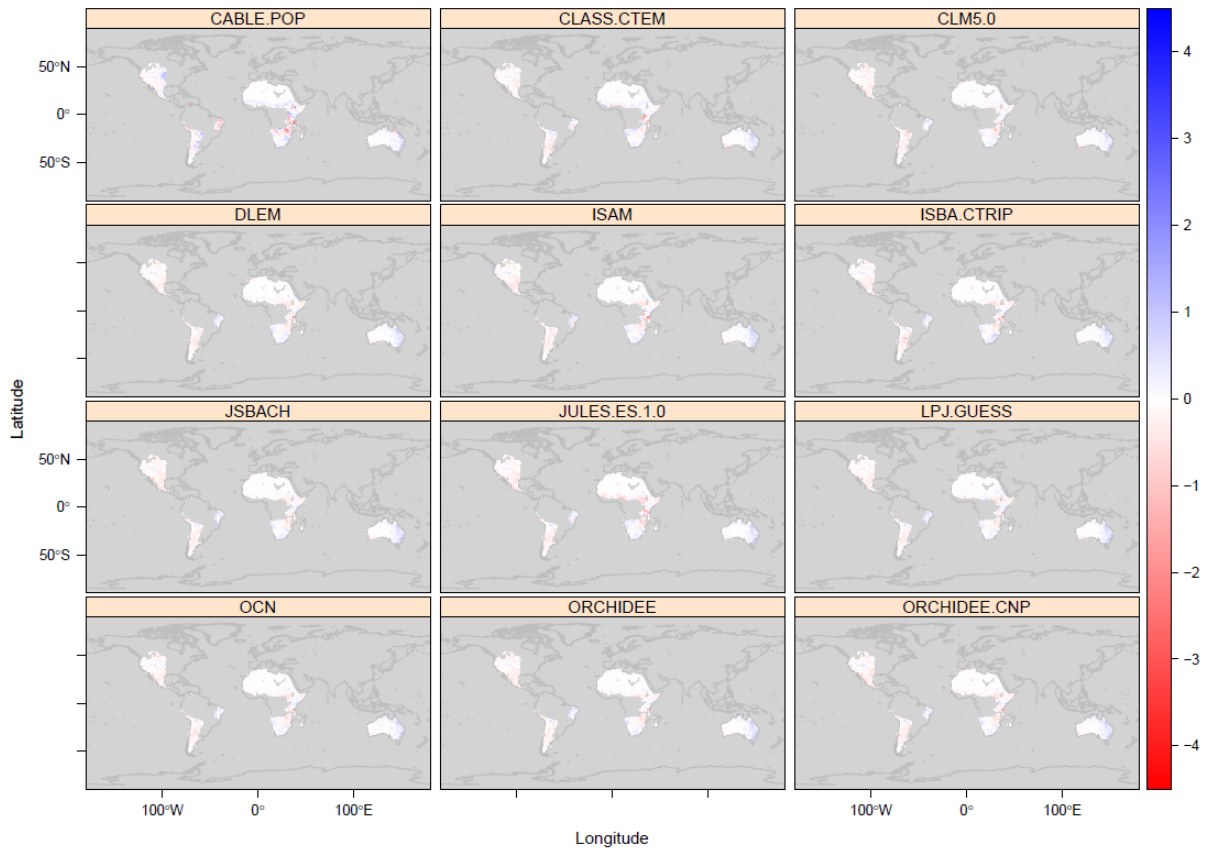 CABLE.POP CLASS.CTEM CLM5.0
50°N
0°
50°S
DLEM ISAM ISBA.CTRIP
JSBACH JULES.ES.1.0 LPJ.GUESS
50°N
0°
50°S
OCN ORCHIDEE ORCHIDEE.CNP
100°W 0° 100°E 100°W 0° 100°E
Longitude
Latitude
4
3
2
1
0
−1
−2
−3
−4